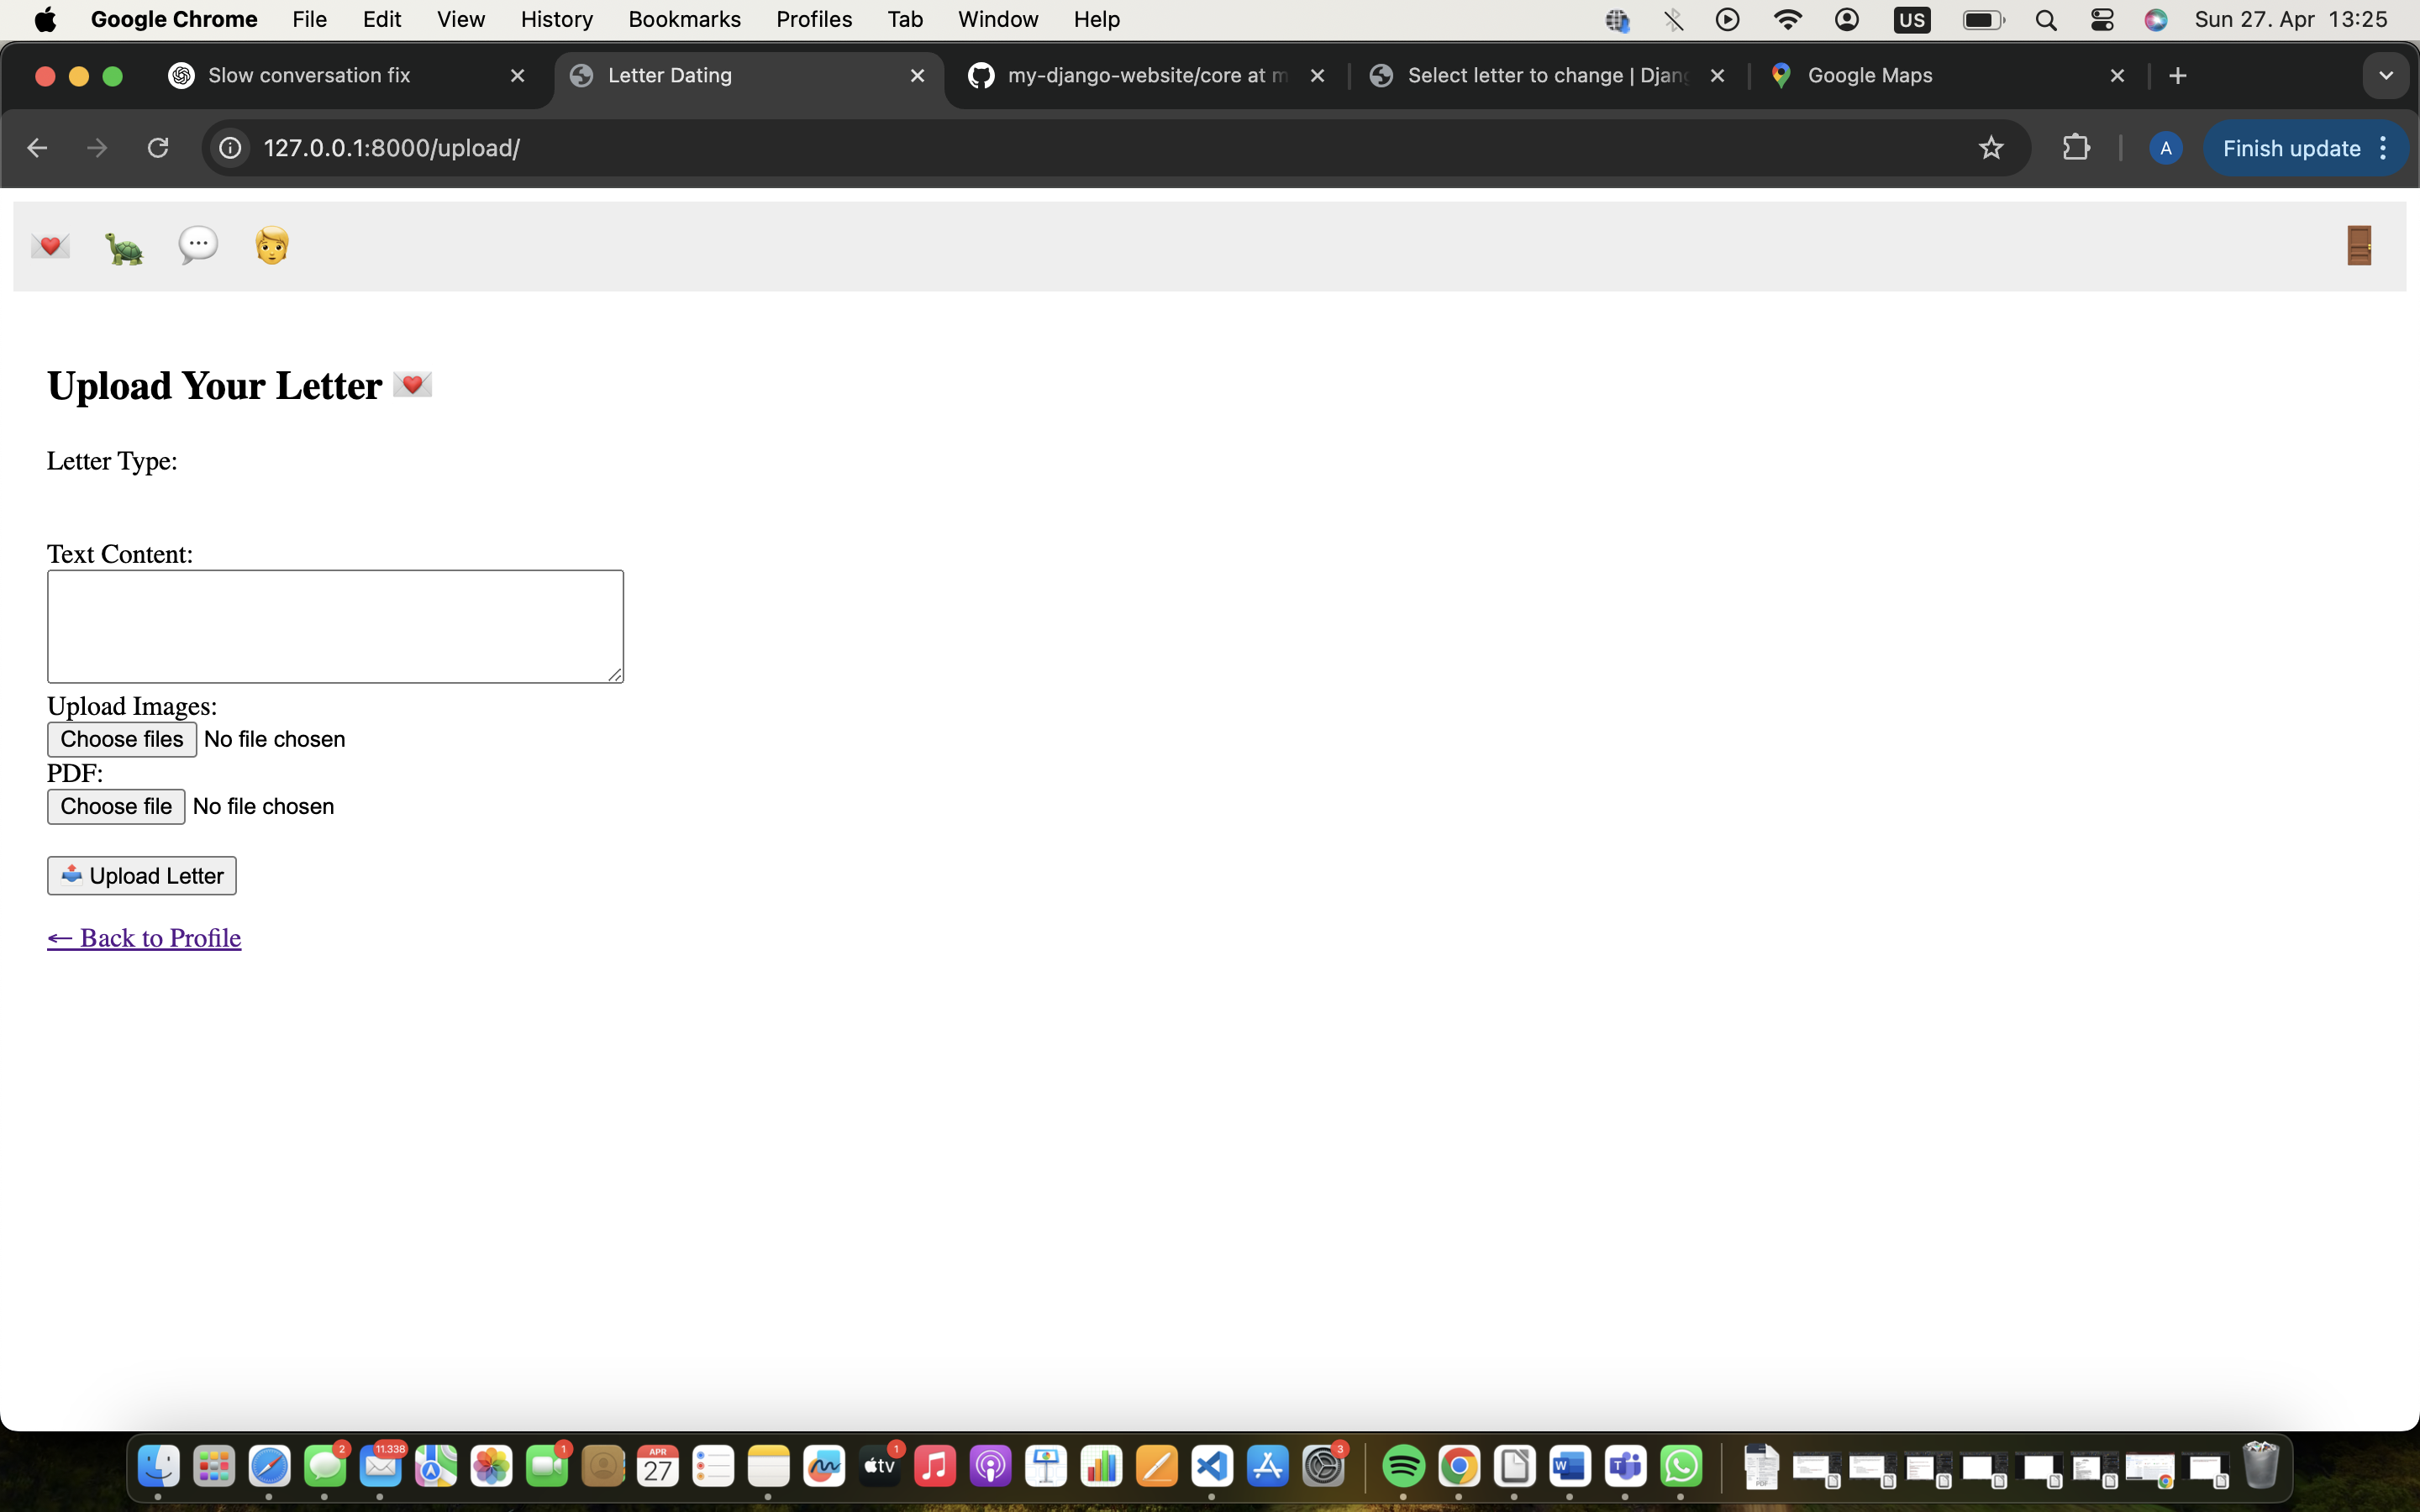 Google Chrome File Edit View History Bookmarks Profiles Tab Window Help US Sun 27. Apr 13:25
Slow conversation fix Letter Dating my-django-website/core at m Select letter to change | Djan Google Maps
127.0.0.1:8000/upload/ A Finish update
Upload Your Letter 💌
Letter Type:
Text Content:
Upload Images:
Choose files No file chosen
PDF:
Choose file No file chosen
📤 Upload Letter
← Back to Profile
2 11.338 1 APR 27 1 tv 3 W T PDF